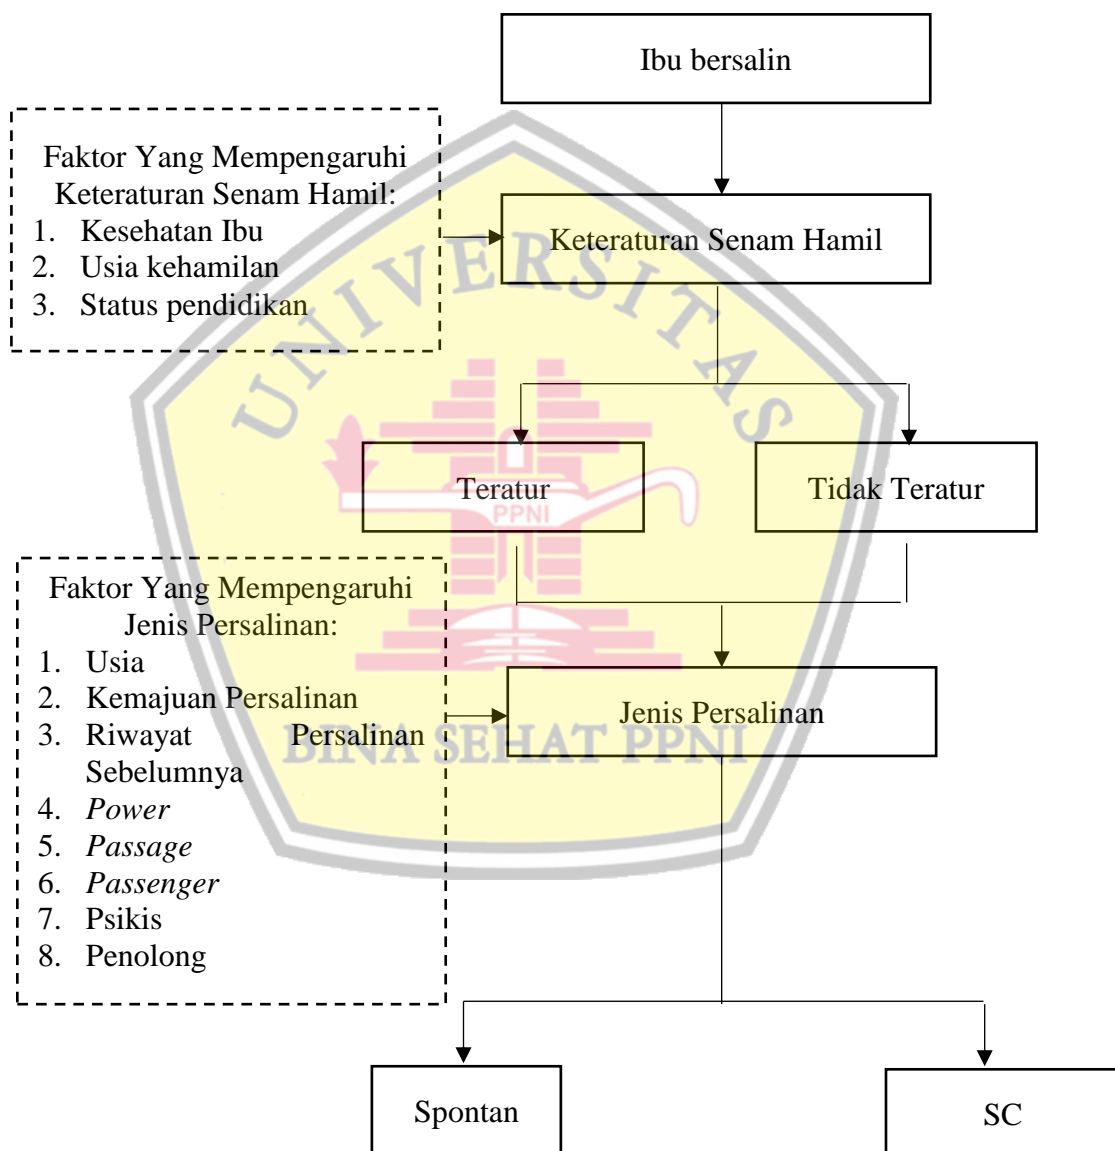 Ibu bersalin
Faktor Yang Mempengaruhi
Keteraturan Senam Hamil:
1. Kesehatan Ibu
2. Usia kehamilan
3. Status pendidikan
Keteraturan Senam Hamil
UNIVERSITAS
Teratur
Tidak Teratur
PPNI
Faktor Yang Mempengaruhi
Jenis Persalinan:
1. Usia
2. Kemajuan Persalinan
3. Riwayat Persalinan
Sebelumnya
4. Power
5. Passage
6. Passenger
7. Psikis
8. Penolong
Jenis Persalinan
BINA SEHAT PPNI
Spontan
SC